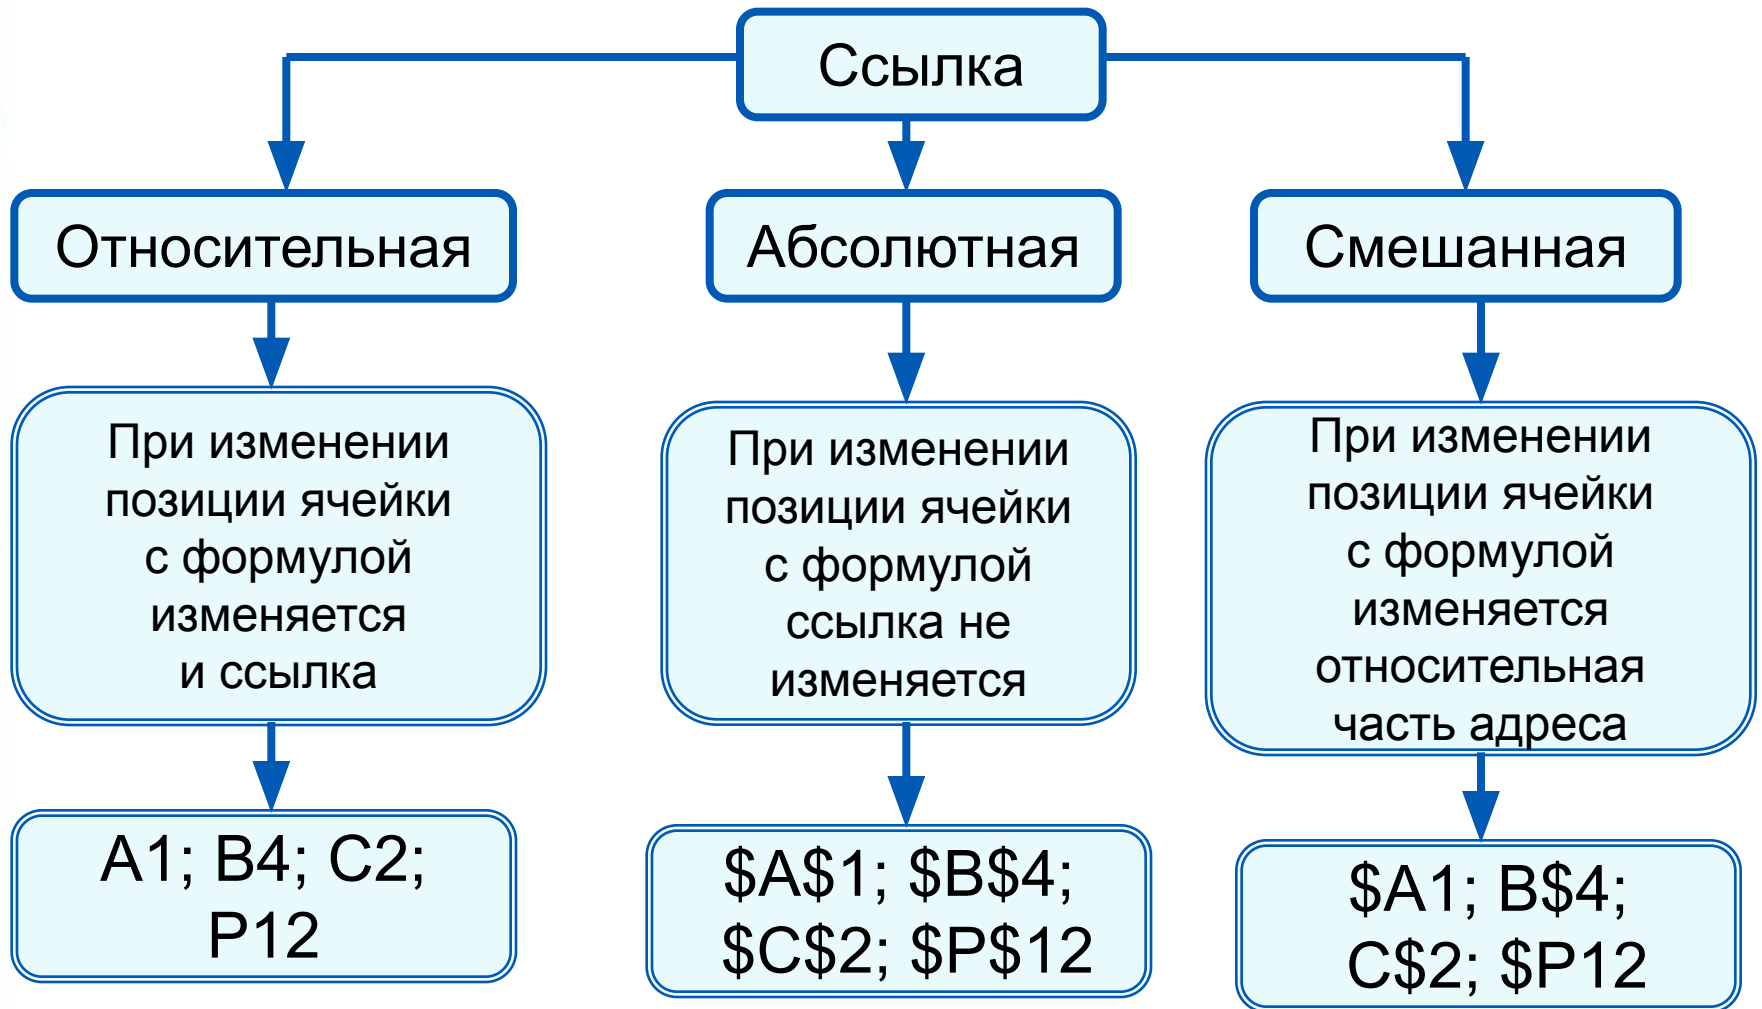 Ссылка
Относительная
Абсолютная
Смешанная
При изменении
позиции ячейки
с формулой
изменяется
и ссылка
При изменении
позиции ячейки
с формулой
ссылка не
изменяется
При изменении
позиции ячейки
с формулой
изменяется
относительная
часть адреса
A1; B4; C2;
P12
$A$1; $B$4;
$C$2; $P$12
$A1; B$4;
C$2; $P12